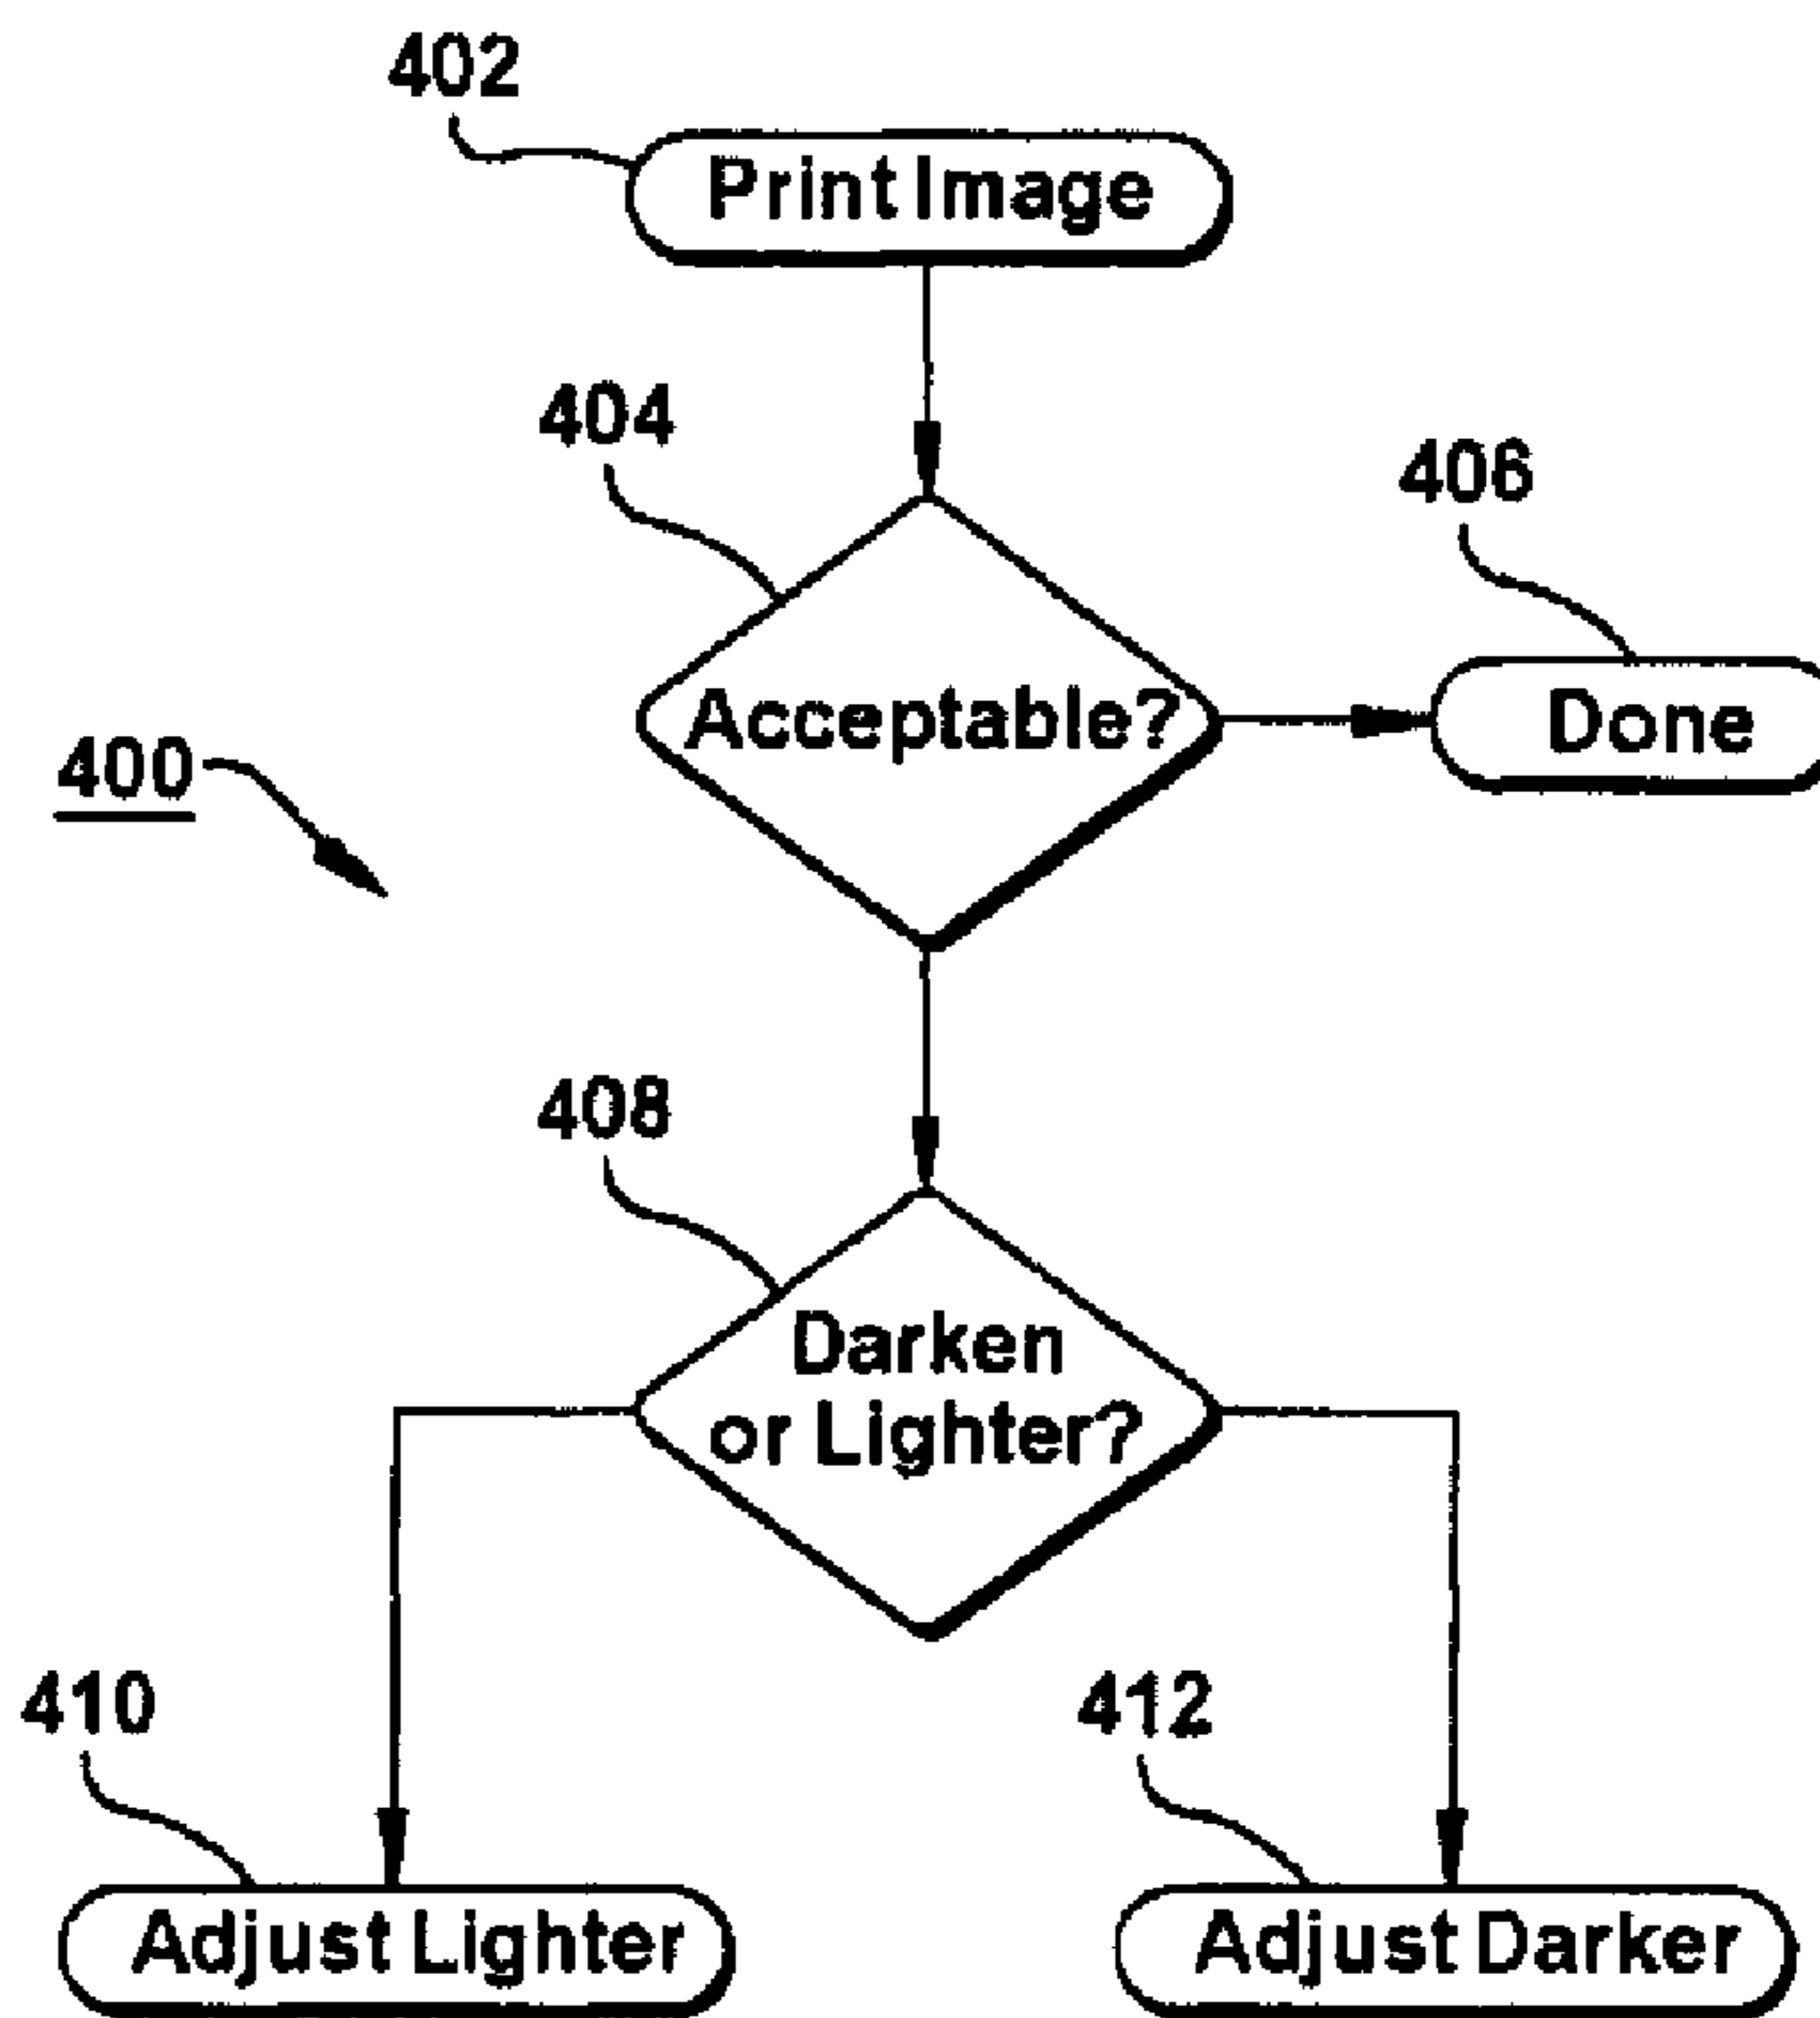 402
Print Image
404
406
Acceptable?
Done
400
408
Darken
or Lighter?
410
412
Adjust Lighter
Adjust Darker